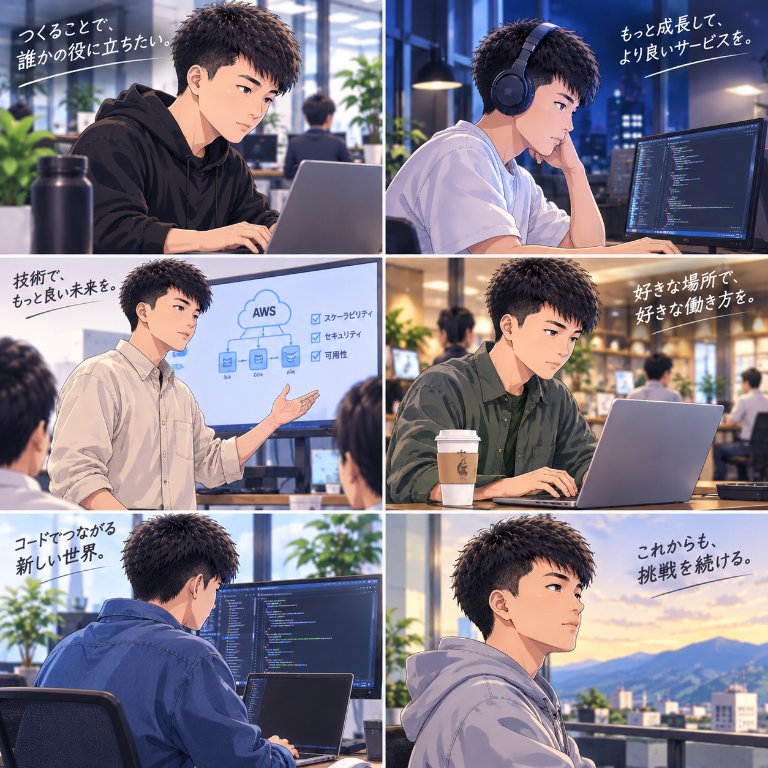 つくることで、
誰かの役に立ちたい。
もっと成長して、
より良いサービスを。
技術で、
もっと良い未来を。
AWS
スケーラビリティ
セキュリティ
可用性
好きな場所で、
好きな働き方を。
コードでつながる
新しい世界。
これからも、
挑戦を続ける。